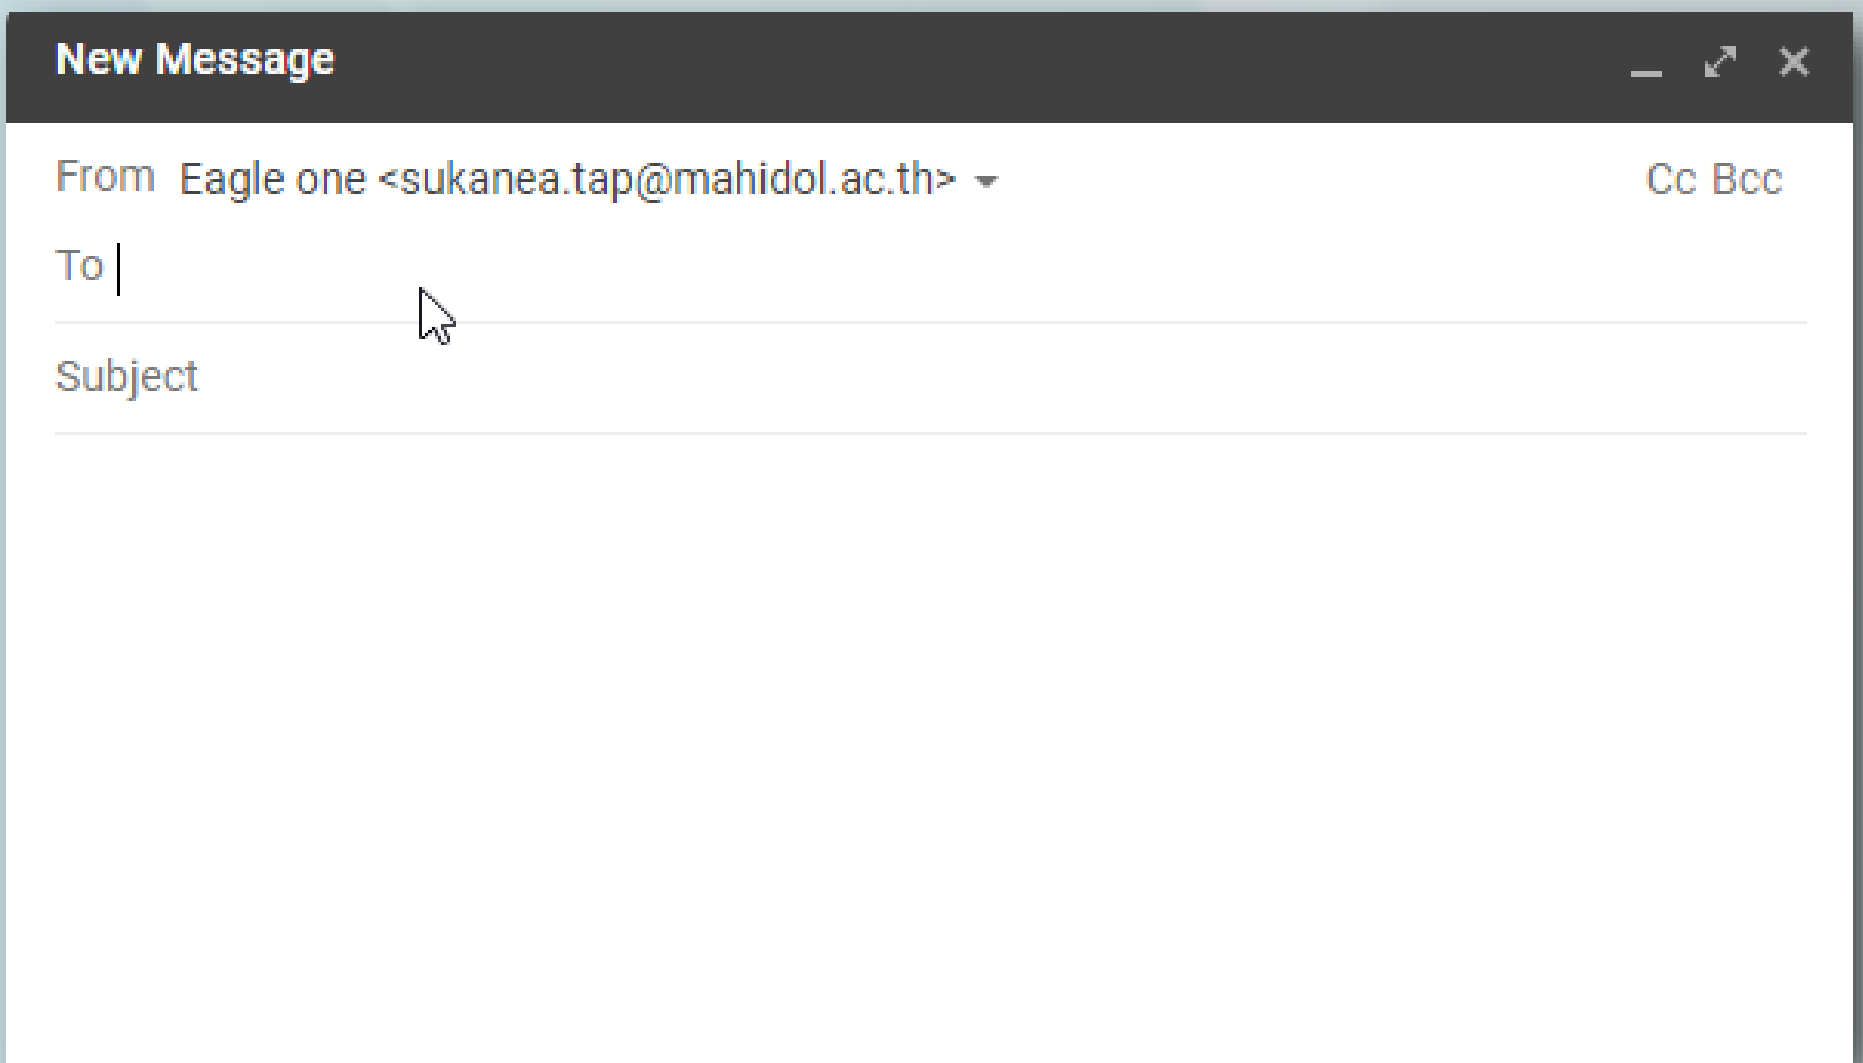 New Message
From Eagle one <sukanea.tap@mahidol.ac.th> Cc Bcc
To
Subject